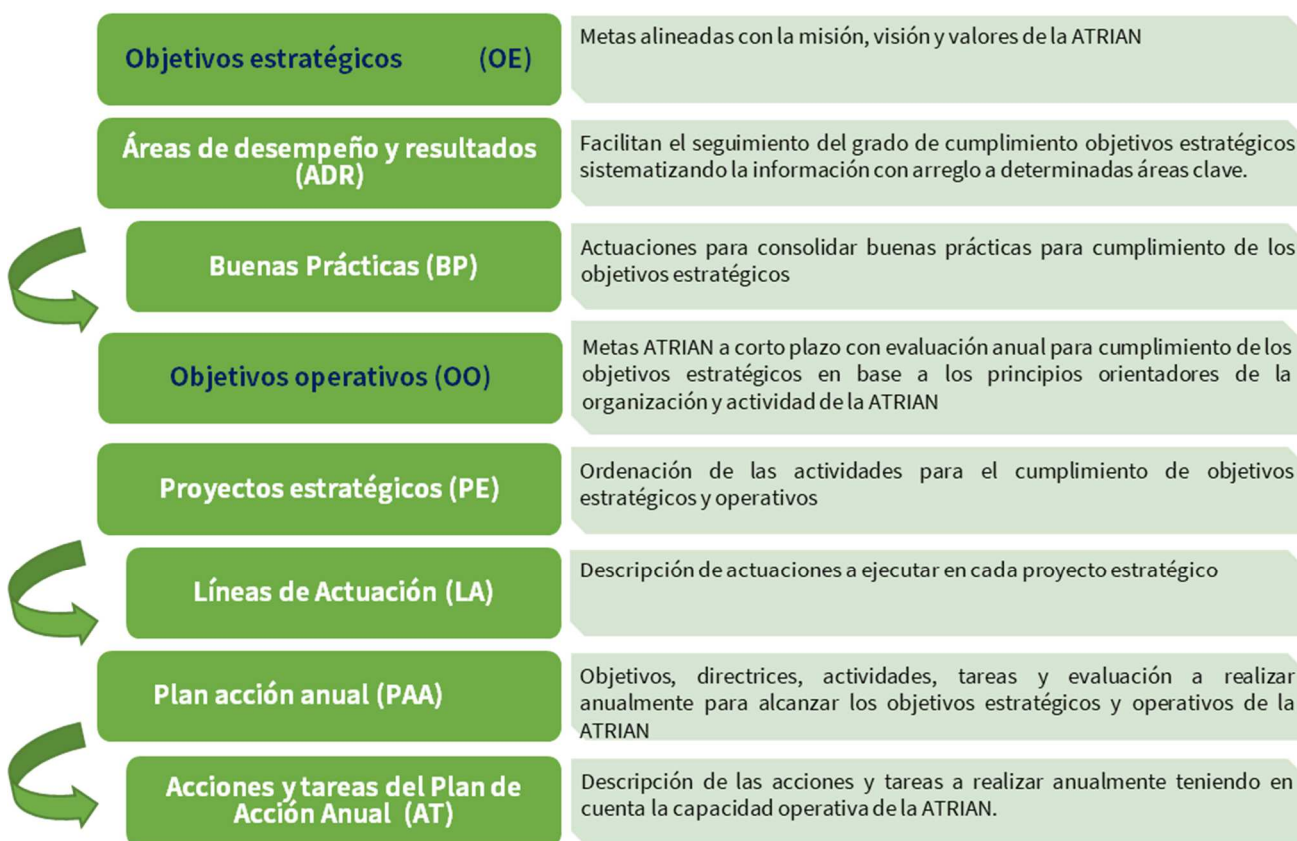 Objetivos estratégicos (OE)
Metas alineadas con la misión, visión y valores de la ATRIAN
Áreas de desempeño y resultados
(ADR)
Facilitan el seguimiento del grado de cumplimiento objetivos estratégicos
sistematizando la información con arreglo a determinadas áreas clave.
Buenas Prácticas (BP)
Actuaciones para consolidar buenas prácticas para cumplimiento de los
objetivos estratégicos
Objetivos operativos (OO)
Metas ATRIAN a corto plazo con evaluación anual para cumplimiento de los
objetivos estratégicos en base a los principios orientadores de la
organización y actividad de la ATRIAN
Proyectos estratégicos (PE)
Ordenación de las actividades para el cumplimiento de objetivos
estratégicos y operativos
Líneas de Actuación (LA)
Descripción de actuaciones a ejecutar en cada proyecto estratégico
Plan acción anual (PAA)
Objetivos, directrices, actividades, tareas y evaluación a realizar
anualmente para alcanzar los objetivos estratégicos y operativos de la
ATRIAN
Acciones y tareas del Plan de
Acción Anual (AT)
Descripción de las acciones y tareas a realizar anualmente teniendo en
cuenta la capacidad operativa de la ATRIAN.